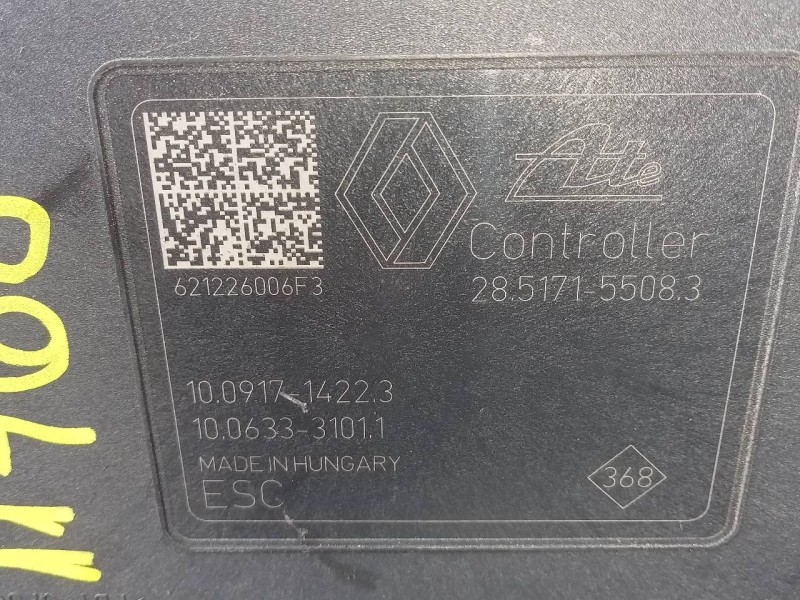 Ate
Controller
621226006F3
28.5171-5508.3
10.0917-1422.3
10.0633-3101.1
MADE IN HUNGARY
ESC
368